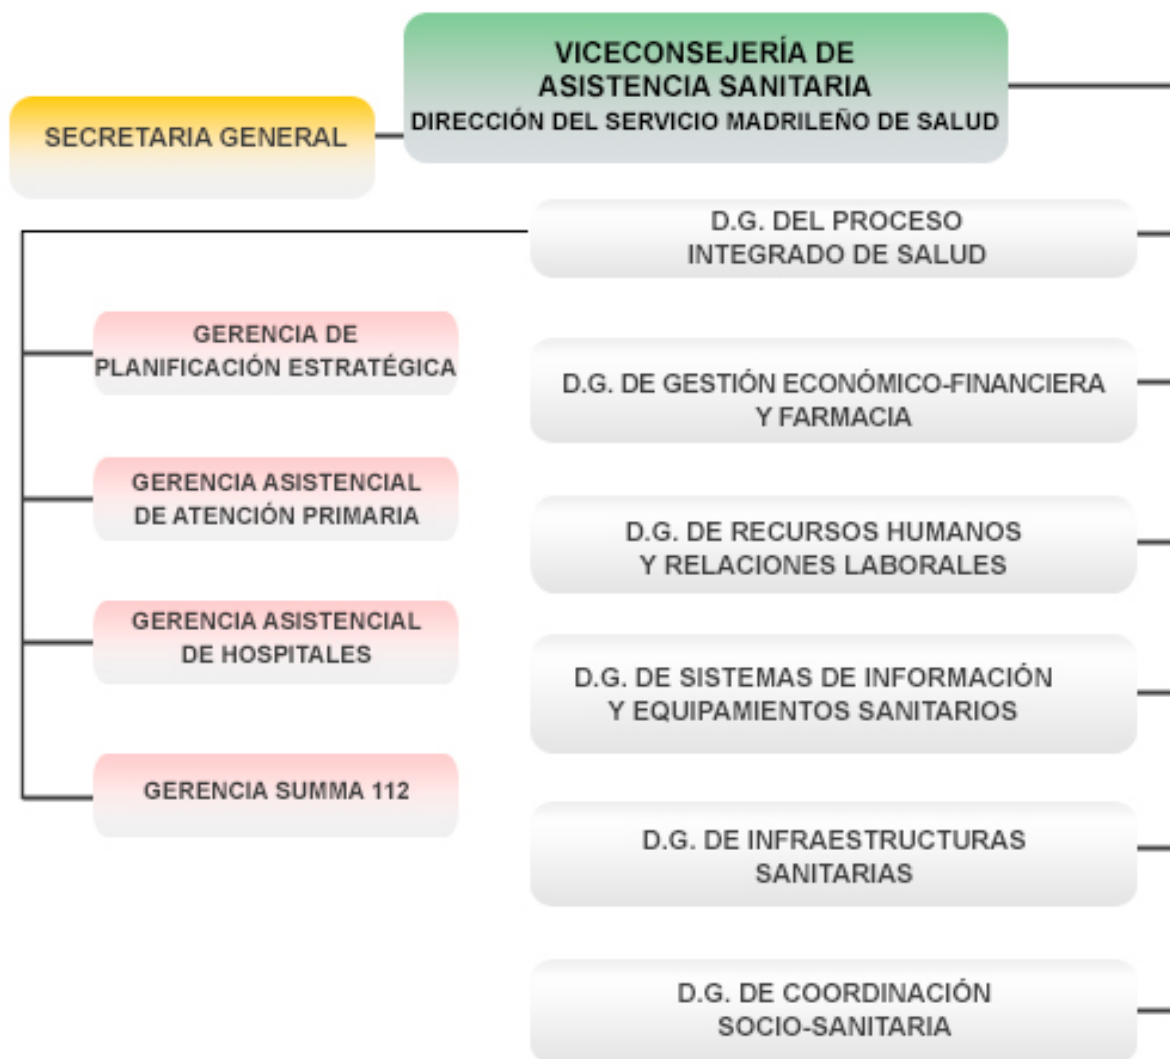 VICECONSEJERÍA DE
ASISTENCIA SANITARIA
DIRECCIÓN DEL SERVICIO MADRILEÑO DE SALUD
SECRETARIA GENERAL
D.G. DEL PROCESO
INTEGRADO DE SALUD
GERENCIA DE
PLANIFICACIÓN ESTRATÉGICA
GERENCIA ASISTENCIAL
DE ATENCIÓN PRIMARIA
GERENCIA ASISTENCIAL
DE HOSPITALES
GERENCIA SUMMA 112
D.G. DE GESTIÓN ECONÓMICO-FINANCIERA
Y FARMACIA
D.G. DE RECURSOS HUMANOS
Y RELACIONES LABORALES
D.G. DE SISTEMAS DE INFORMACIÓN
Y EQUIPAMIENTOS SANITARIOS
D.G. DE INFRAESTRUCTURAS
SANITARIAS
D.G. DE COORDINACIÓN
SOCIO-SANITARIA